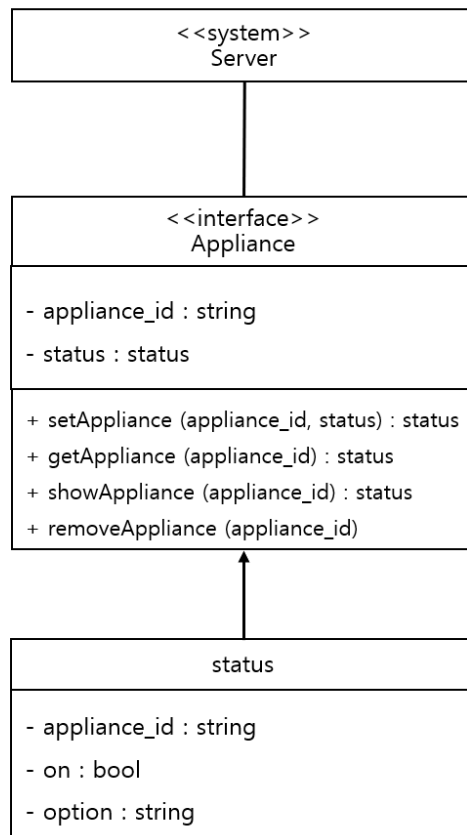 <<system>>
Server
<<interface>>
Appliance
- appliance_id : string
- status : status
+ setAppliance (appliance_id, status) : status
+ getAppliance (appliance_id) : status
+ showAppliance (appliance_id) : status
+ removeAppliance (appliance_id)
status
- appliance_id : string
- on : bool
- option : string